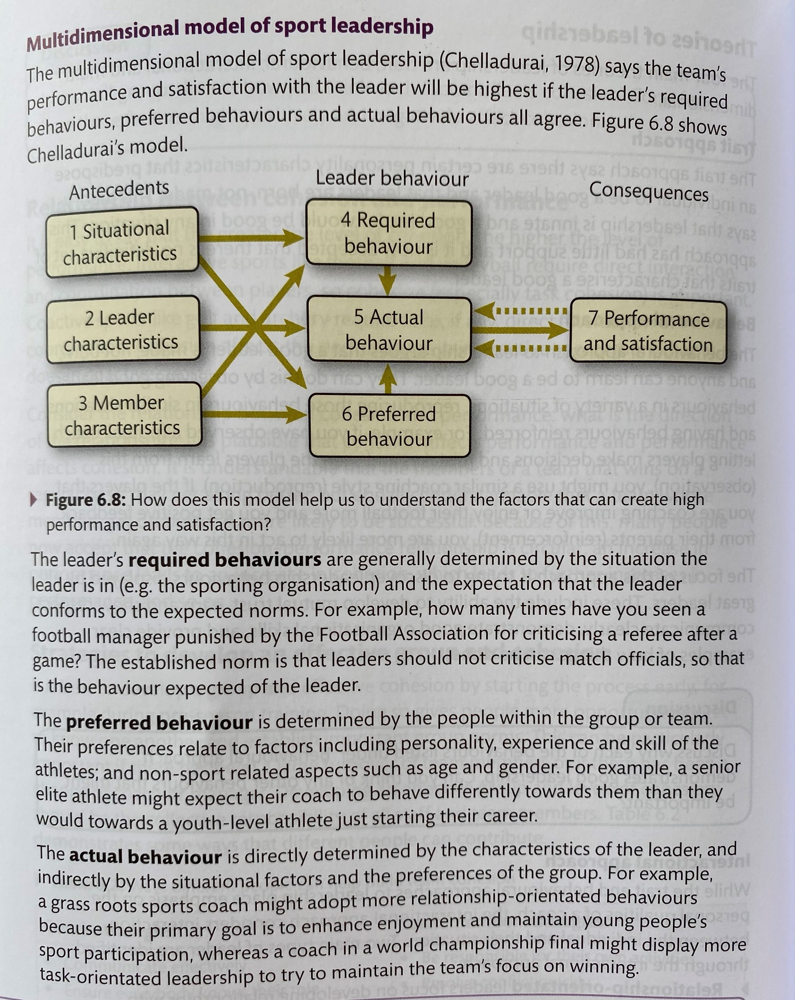 Multidimensional model of sport leadership
The multidimensional model of sport leadership (Chelladurai, 1978) says the team's
performance and satisfaction with the leader will be highest if the leader's required
behaviours, preferred behaviours and actual behaviours all agree. Figure 6.8 shows
Chelladurai's model.
Antecedents
Leader behaviour
Consequences
1 Situational
characteristics
4 Required
behaviour
2 Leader
characteristics
5 Actual
behaviour
7 Performance
and satisfaction
3 Member
characteristics
6 Preferred
behaviour
Figure 6.8: How does this model help us to understand the factors that can create high
performance and satisfaction?
The leader's required behaviours are generally determined by the situation the
leader is in (e.g. the sporting organisation) and the expectation that the leader
conforms to the expected norms. For example, how many times have you seen a
football manager punished by the Football Association for criticising a referee after a
game? The established norm is that leaders should not criticise match officials, so that
is the behaviour expected of the leader.
The preferred behaviour is determined by the people within the group or team.
Their preferences relate to factors including personality, experience and skill of the
athletes; and non-sport related aspects such as age and gender. For example, a senior
elite athlete might expect their coach to behave differently towards them than they
would towards a youth-level athlete just starting their career.
The actual behaviour is directly determined by the characteristics of the leader, and
indirectly by the situational factors and the preferences of the group. For example,
a grass roots sports coach might adopt more relationship-orientated behaviours
because their primary goal is to enhance enjoyment and maintain young people's
sport participation, whereas a coach in a world championship final might display more
task-orientated leadership to try to maintain the team's focus on winning.